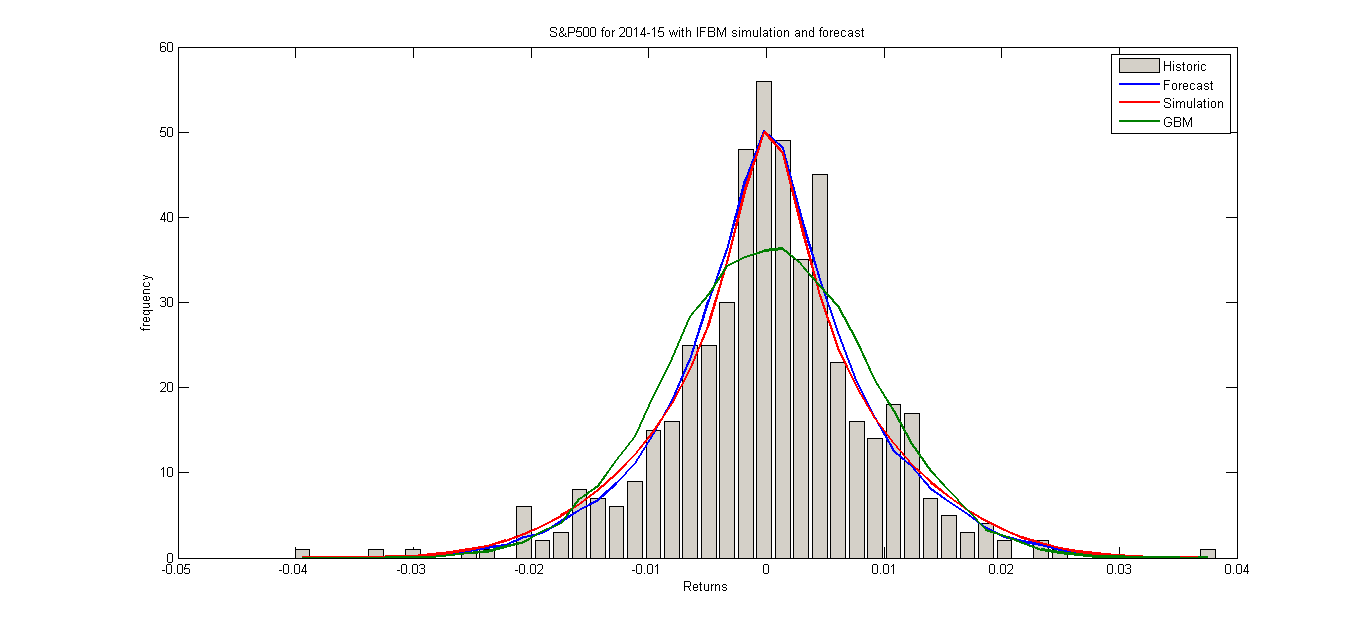 S&P500 for 2014-15 with IFBM simulation and forecast
60
50
40
30
20
10
0
frequency
-0.05 -0.04 -0.03 -0.02 -0.01 0 0.01 0.02 0.03 0.04
Returns
Historic
Forecast
Simulation
GBM